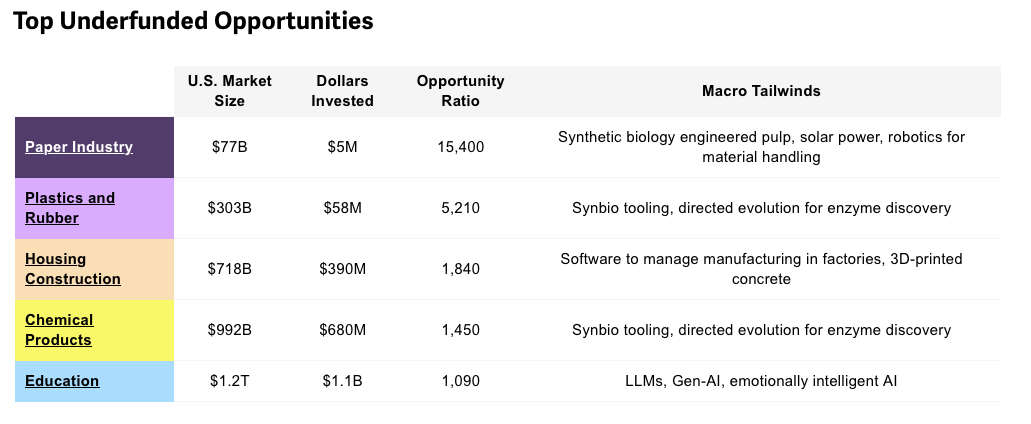 Top Underfunded Opportunities
U.S. Market
Size
Dollars
Invested
Opportunity
Ratio
Macro Tailwinds
Paper Industry
$77B
$5M
15,400
Synthetic biology engineered pulp, solar power, robotics for
material handling
Plastics and
Rubber
$303B
$58M
5,210
Synbio tooling, directed evolution for enzyme discovery
Housing
Construction
$718B
$390M
1,840
Software to manage manufacturing in factories, 3D-printed
concrete
Chemical
Products
$992B
$680M
1,450
Synbio tooling, directed evolution for enzyme discovery
Education
$1.2T
$1.1B
1,090
LLMs, Gen-AI, emotionally intelligent AI